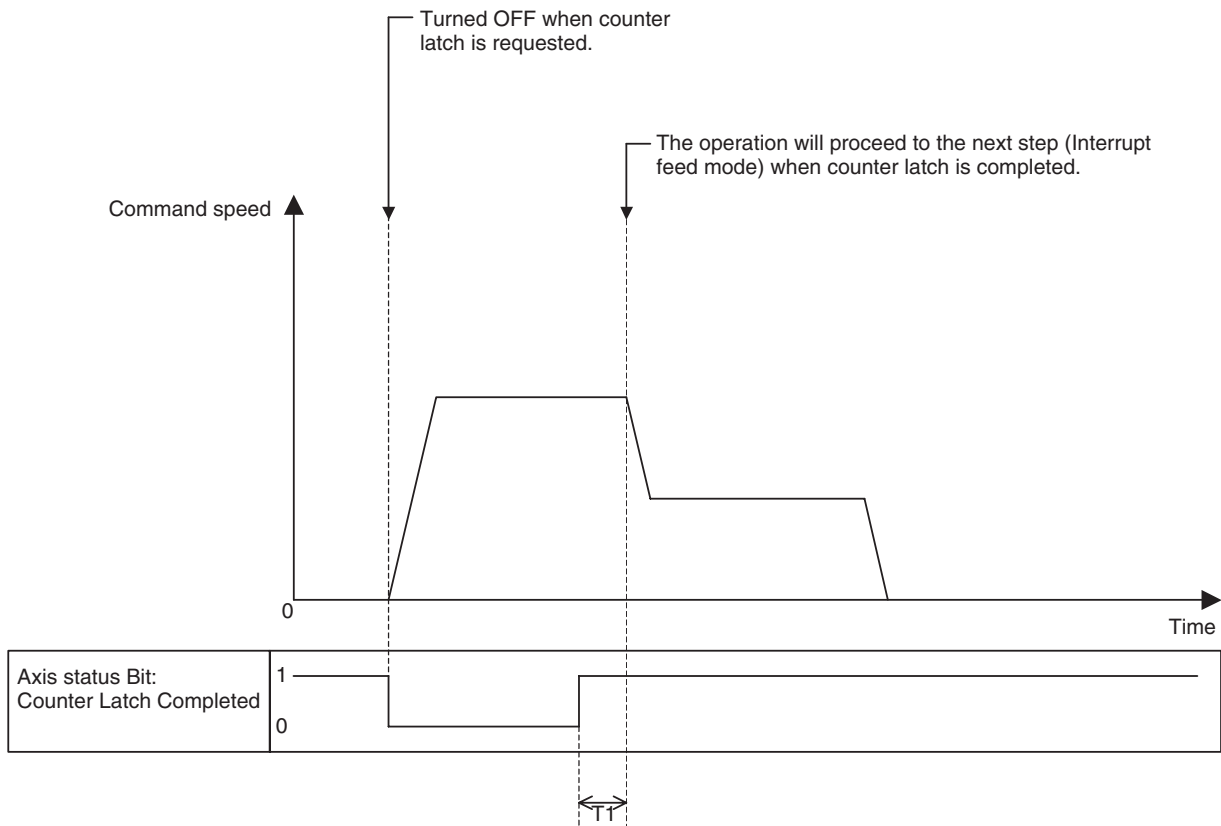 Turned OFF when counter
latch is requested.
The operation will proceed to the next step (Interrupt
feed mode) when counter latch is completed.
Command speed
0
Time
Axis status Bit:
Counter Latch Completed
1
0
T1